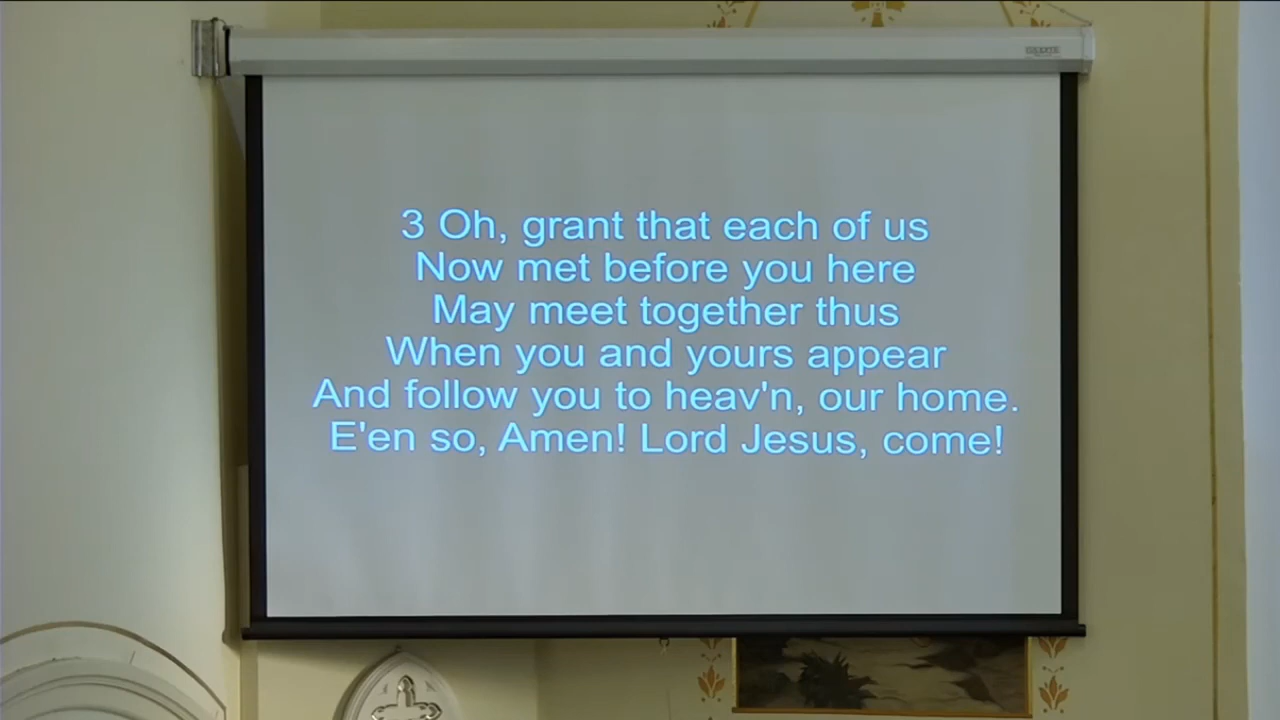 3 Oh, grant that each of us
Now met before you here
May meet together thus
When you and yours appear
And follow you to heav'n, our home.
E'en so, Amen! Lord Jesus, come!